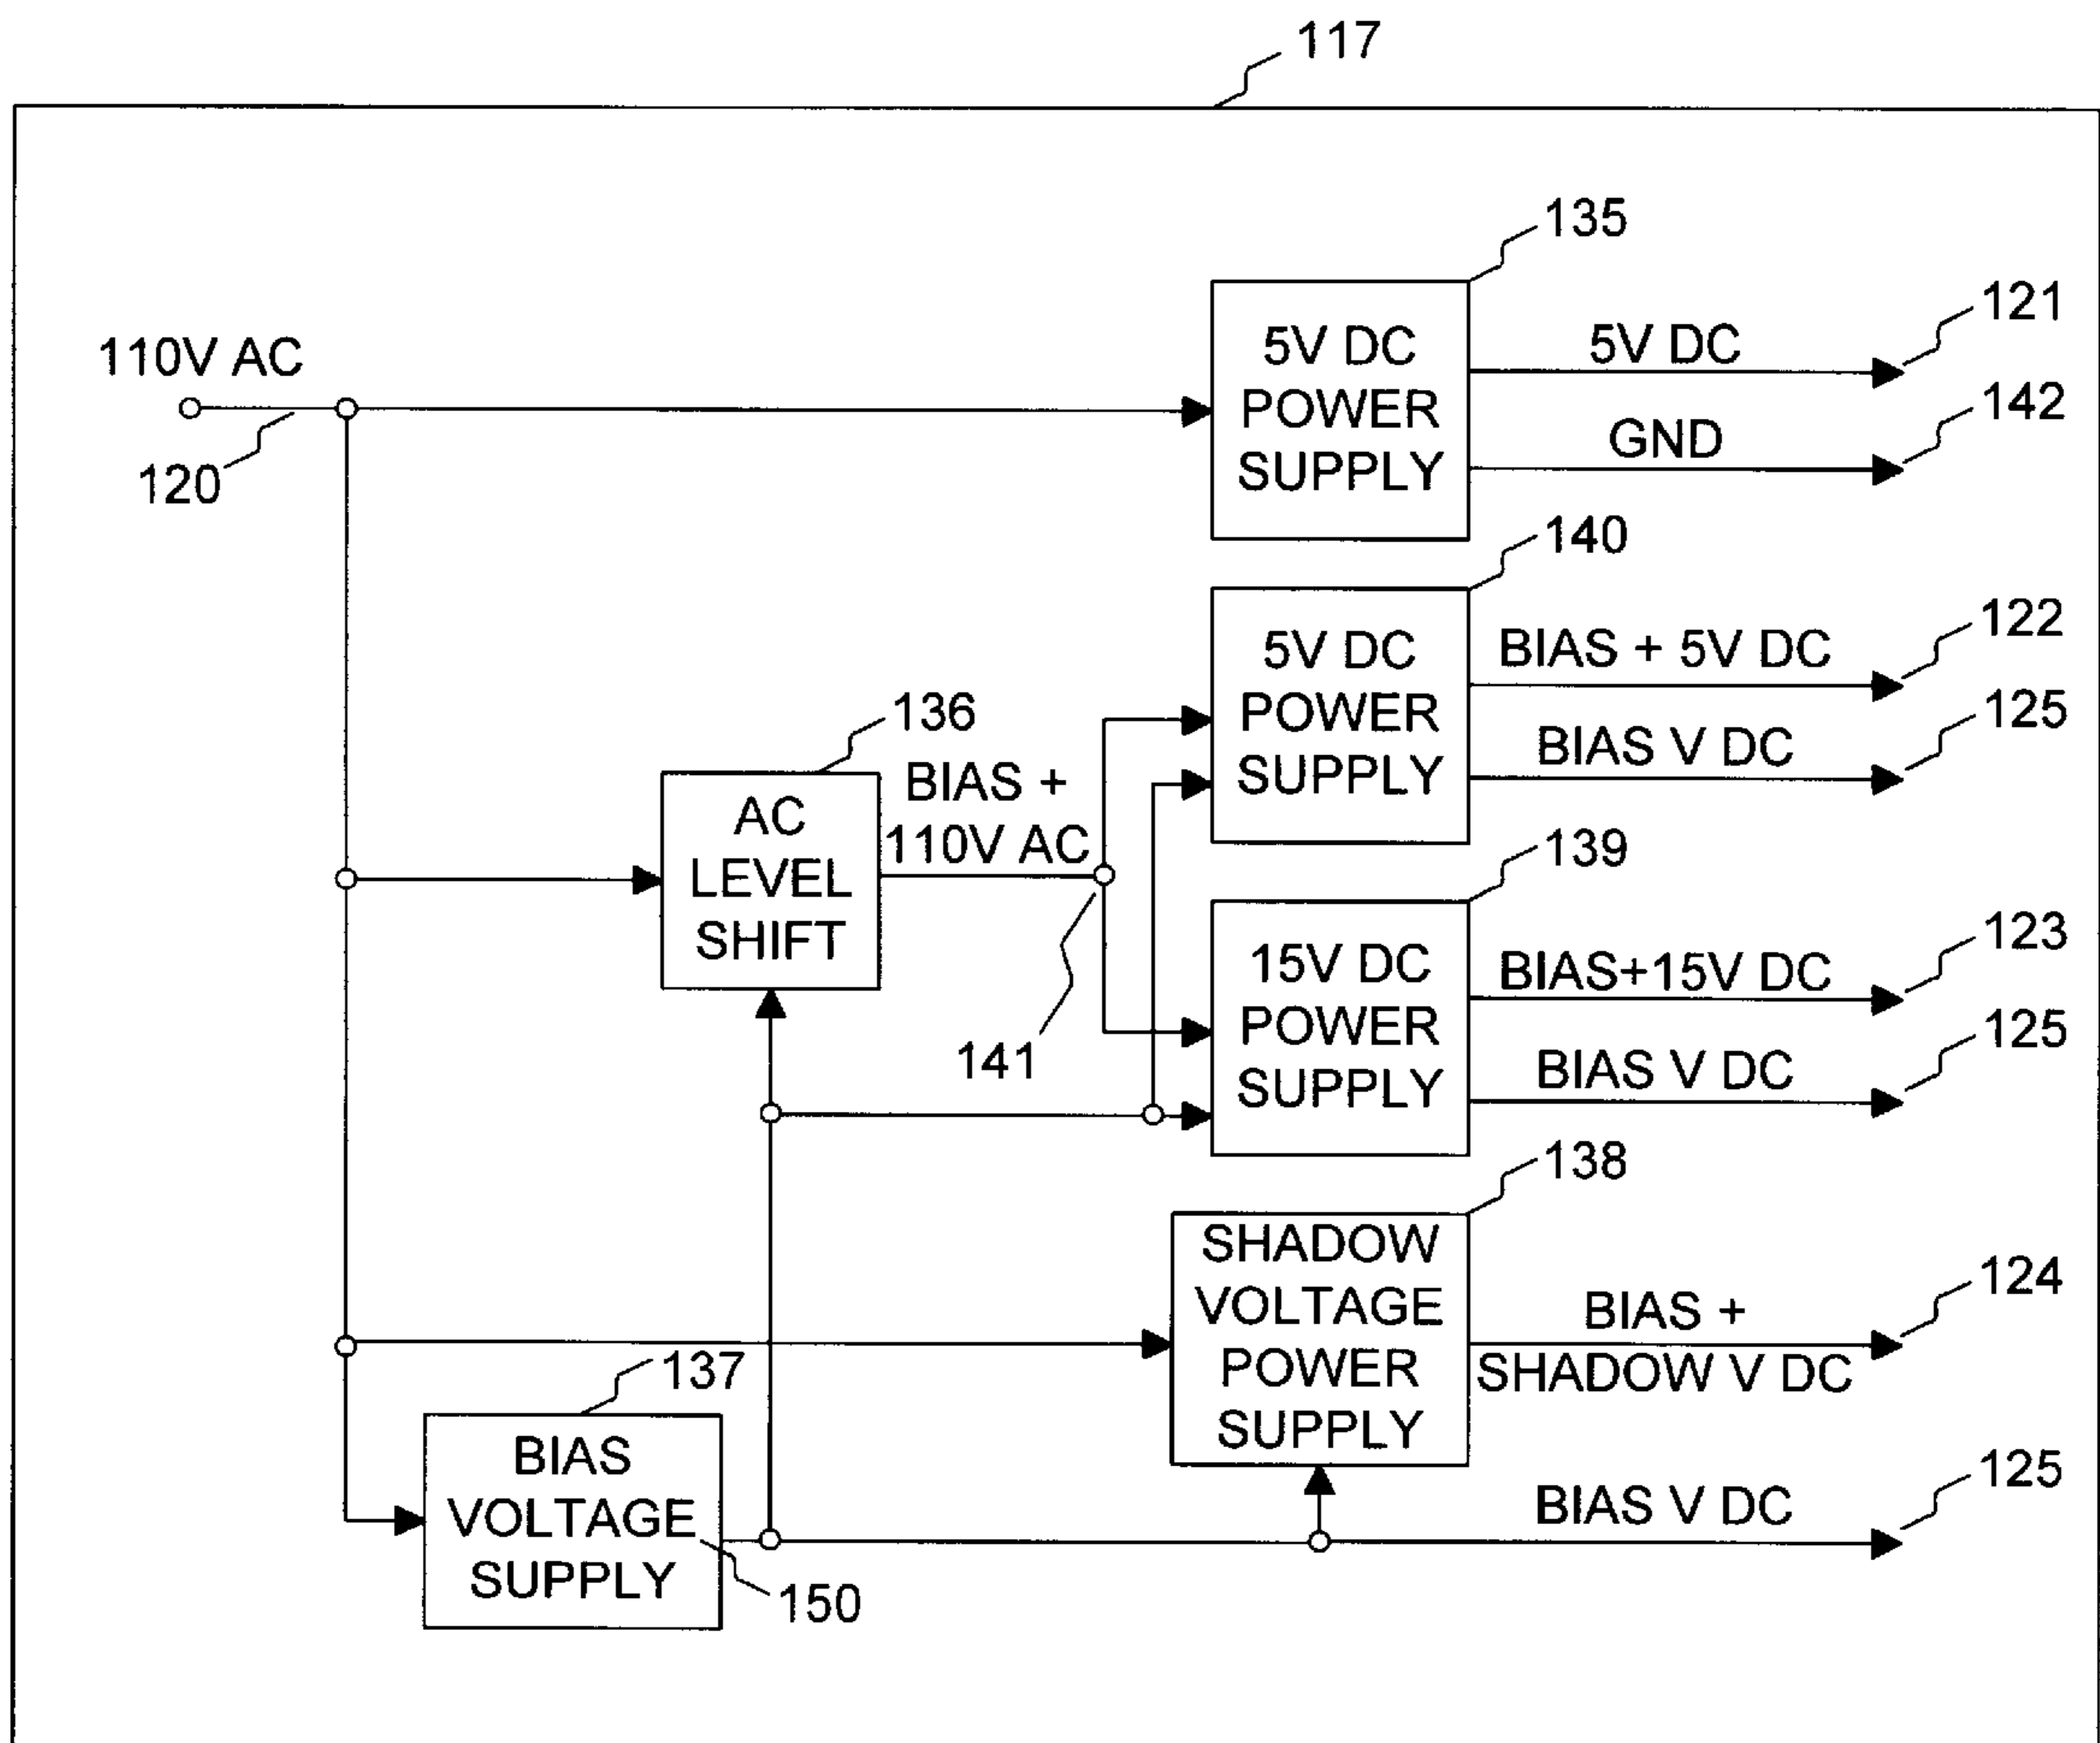 117
135
5V DC
POWER
SUPPLY
5V DC
121
GND
142
110V AC
120
140
5V DC
POWER
SUPPLY
BIAS + 5V DC
122
BIAS V DC
125
136
AC
LEVEL
SHIFT
BIAS +
110V AC
141
139
15V DC
POWER
SUPPLY
BIAS+15V DC
123
BIAS V DC
125
138
SHADOW
VOLTAGE
POWER
SUPPLY
BIAS +
SHADOW V DC
124
137
BIAS
VOLTAGE
SUPPLY
150
BIAS V DC
125